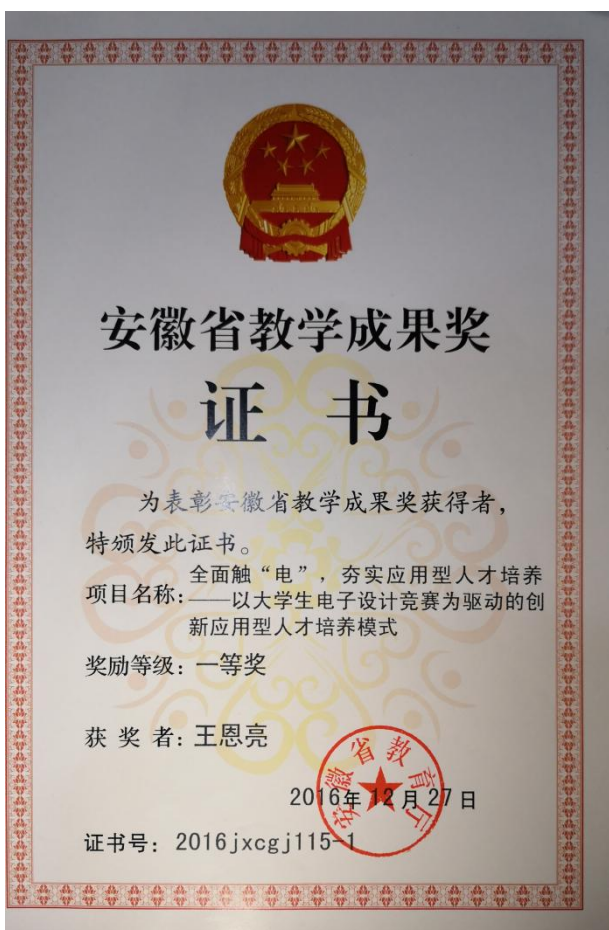 安徽省教学成果奖
证 书
为表彰安徽省教学成果奖获得者，
特颁发此证书。
项目名称：全面触“电”，夯实应用型人才培养
——以大学生电子设计竞赛为驱动的创
新应用型人才培养模式
奖励等级：一等奖
获 奖 者：王恩亮
安徽省教育厅
2016年 12月 27日
证书号： 2016jxcgj115-1